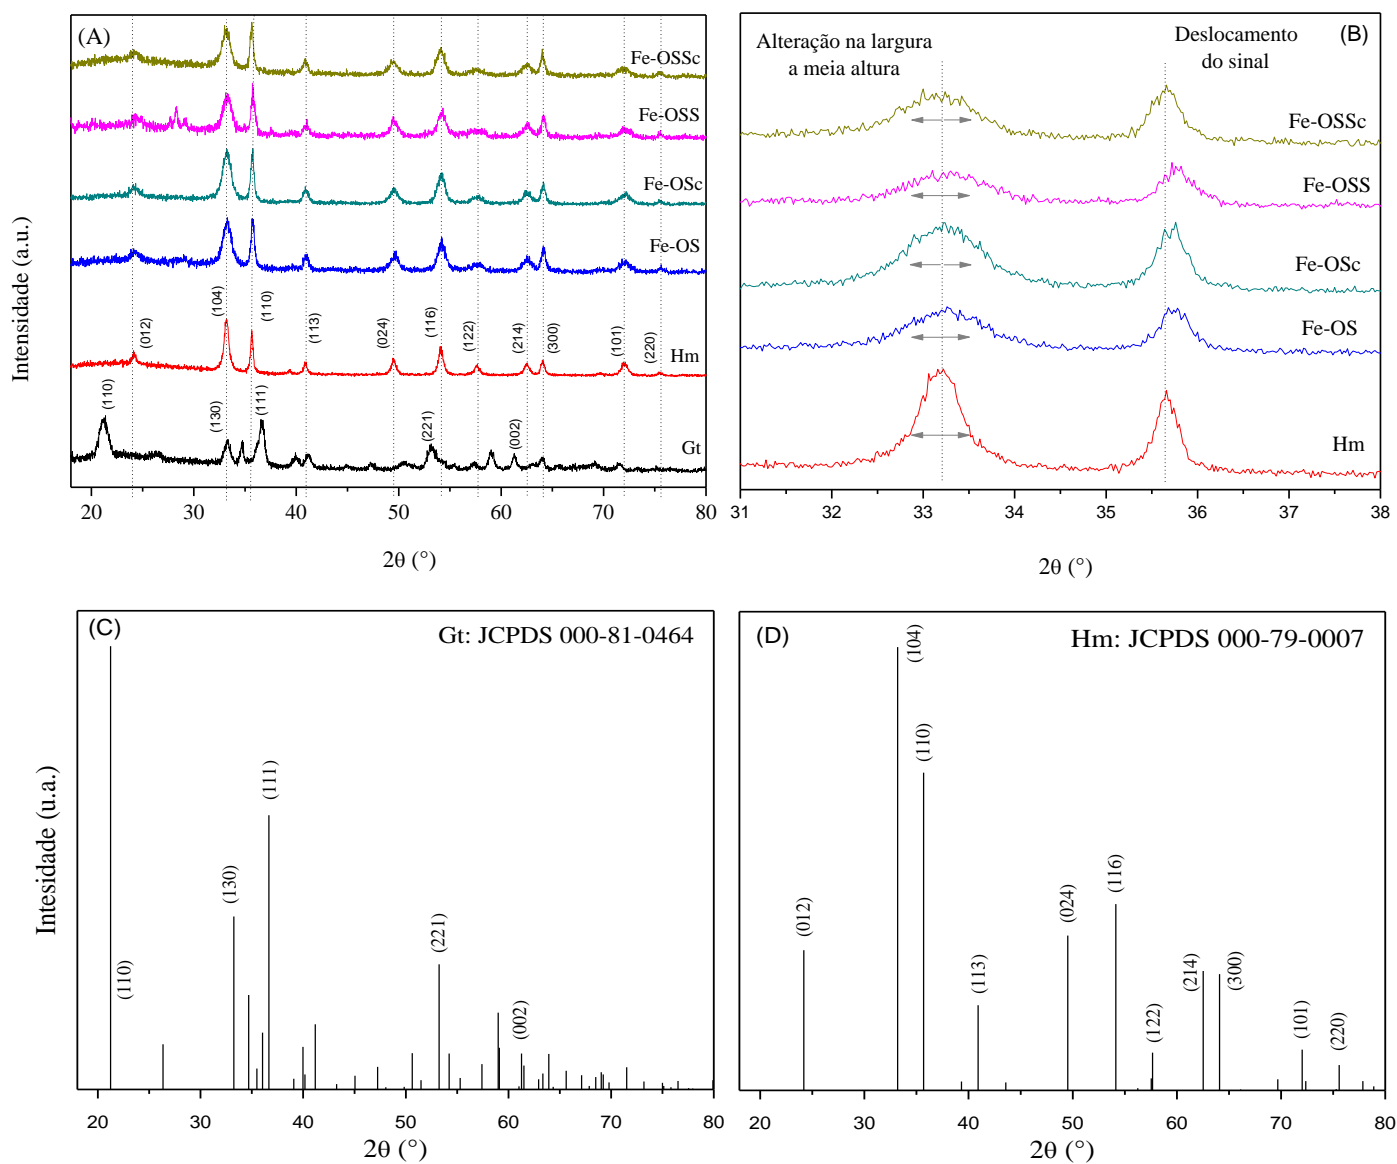 (A)
Fe-OSSc
Fe-OSS
Fe-OSc
Fe-OS
(012)
(104)
(110)
(113)
(024)
(116)
(122)
(214)
(300)
(101)
(220)
Hm
(110)
(130)
(111)
(221)
(002)
Gt
Intensidade (a.u.)
20 30 40 50 60 70 80
2θ (°)
(B)
Alteração na largura
a meia altura
Deslocamento
do sinal
Fe-OSSc
Fe-OSS
Fe-OSc
Fe-OS
Hm
31 32 33 34 35 36 37 38
2θ (°)
(C)
Gt: JCPDS 000-81-0464
(110)
(130)
(111)
(221)
(002)
Intesidade (u.a.)
20 30 40 50 60 70 80
2θ (°)
(D)
Hm: JCPDS 000-79-0007
(012)
(104)
(110)
(113)
(024)
(116)
(122)
(214)
(300)
(101)
(220)
20 30 40 50 60 70 80
2θ (°)